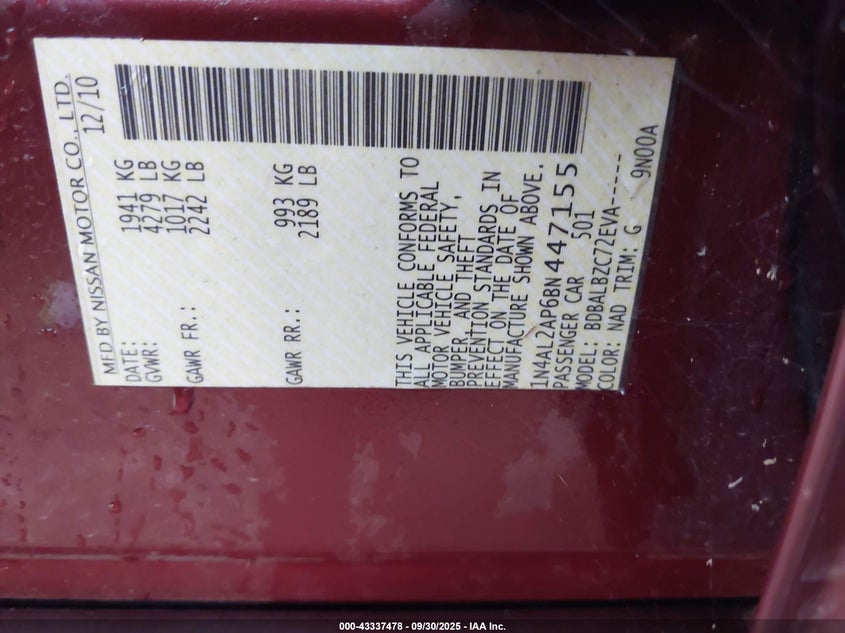 MFD BY NISSAN MOTOR CO., LTD.
DATE: 12/10
GVWR: 1941 KG
4279 LB
GAWR FR.: 1017 KG
2242 LB
GAWR RR.: 993 KG
2189 LB
THIS VEHICLE CONFORMS TO
ALL APPLICABLE FEDERAL
MOTOR VEHICLE SAFETY,
BUMPER, AND THEFT
PREVENTION STANDARDS IN
EFFECT ON THE DATE OF
MANUFACTURE SHOWN ABOVE.
1N4AL2AP6BN447155
PASSENGER CAR 501
MODEL: BDBALBZC72EVA-----
COLOR: NAD TRIM: G 9N00A
000-43337478 - 09/30/2025 - IAA Inc.